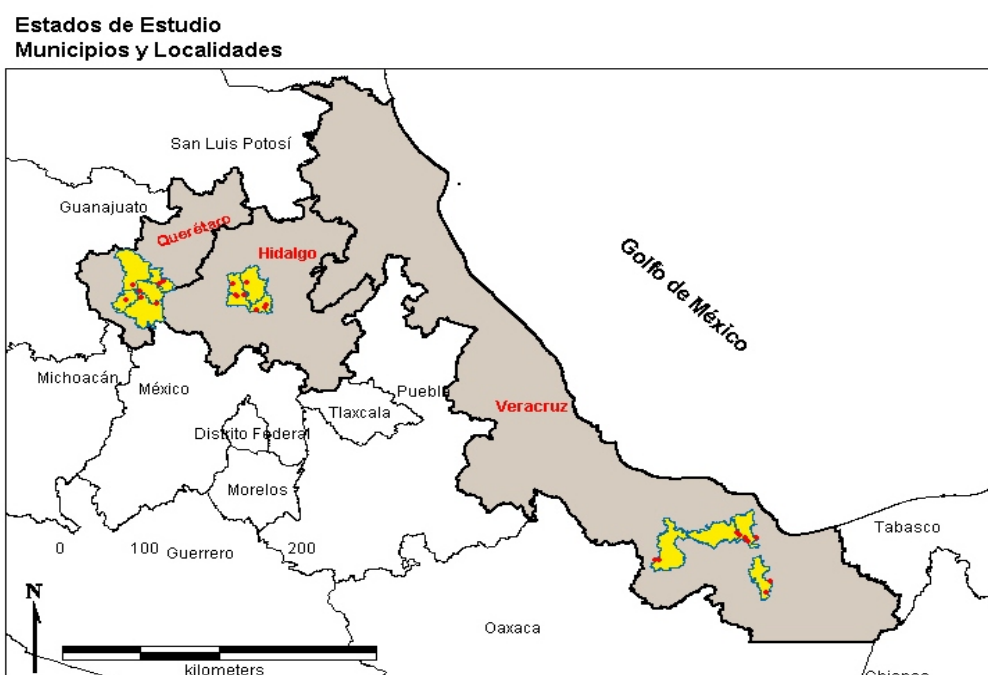 Estados de Estudio
Municipios y Localidades
San Luis Potosí
Guanajuato
Querétaro
Hidalgo
Golfo de México
Michoacán
México
Puebla
Tlaxcala
Veracruz
Distrito Federal
Morelos
Tabasco
0 100 200
Guerrero
N
Oaxaca
kilometers